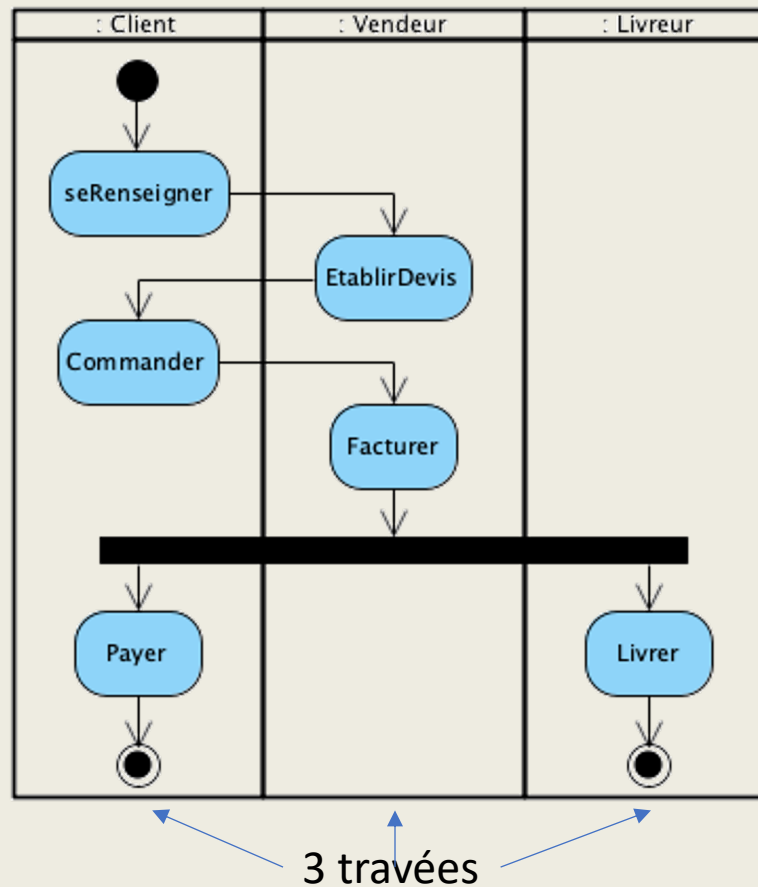 : Client
: Vendeur
: Livreur
seRenseigner
EtablirDevis
Commander
Facturer
Payer
Livrer
3 travées